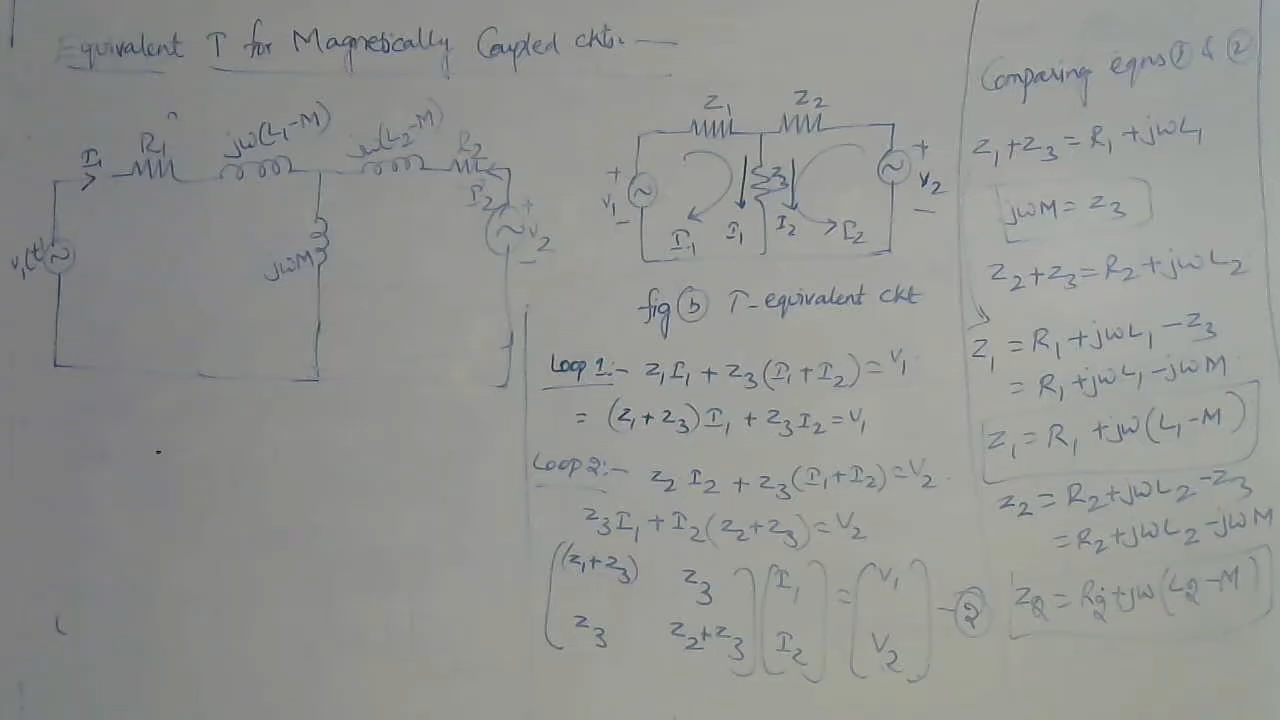 Equivalent T for Magnetically Coupled ckts. —
I₁
R₁
jω(L₁-M)
jω(L₂-M)
R₂
I₂
v₁(t)
~
jωM
~
+
V₂
-
Z₁
Z₂
+
V₁
-
~
Z₃
~
+
V₂
-
I₁
I₁
I₂
I₂
fig (b) T-equivalent ckt
Loop 1:- Z₁I₁ + Z₃(I₁+I₂) = V₁
= (Z₁+Z₃)I₁ + Z₃I₂ = V₁
Loop 2:- Z₂ I₂ + Z₃(I₁+I₂) = V₂
Z₃I₁ + I₂(Z₂+Z₃) = V₂
(Z₁+Z₃) Z₃ I₁ = V₁
Z₃ Z₂+Z₃ I₂ V₂ - (2)
Comparing eqns (1) & (2)
Z₁+Z₃ = R₁+jωL₁
jωM = Z₃
Z₂+Z₃ = R₂+jωL₂
Z₁ = R₁+jωL₁-Z₃
= R₁+jωL₁-jωM
Z₁ = R₁ +jω(L₁-M)
Z₂ = R₂+jωL₂-Z₃
= R₂+jωL₂-jωM
Z₂ = R₂+jω(L₂-M)